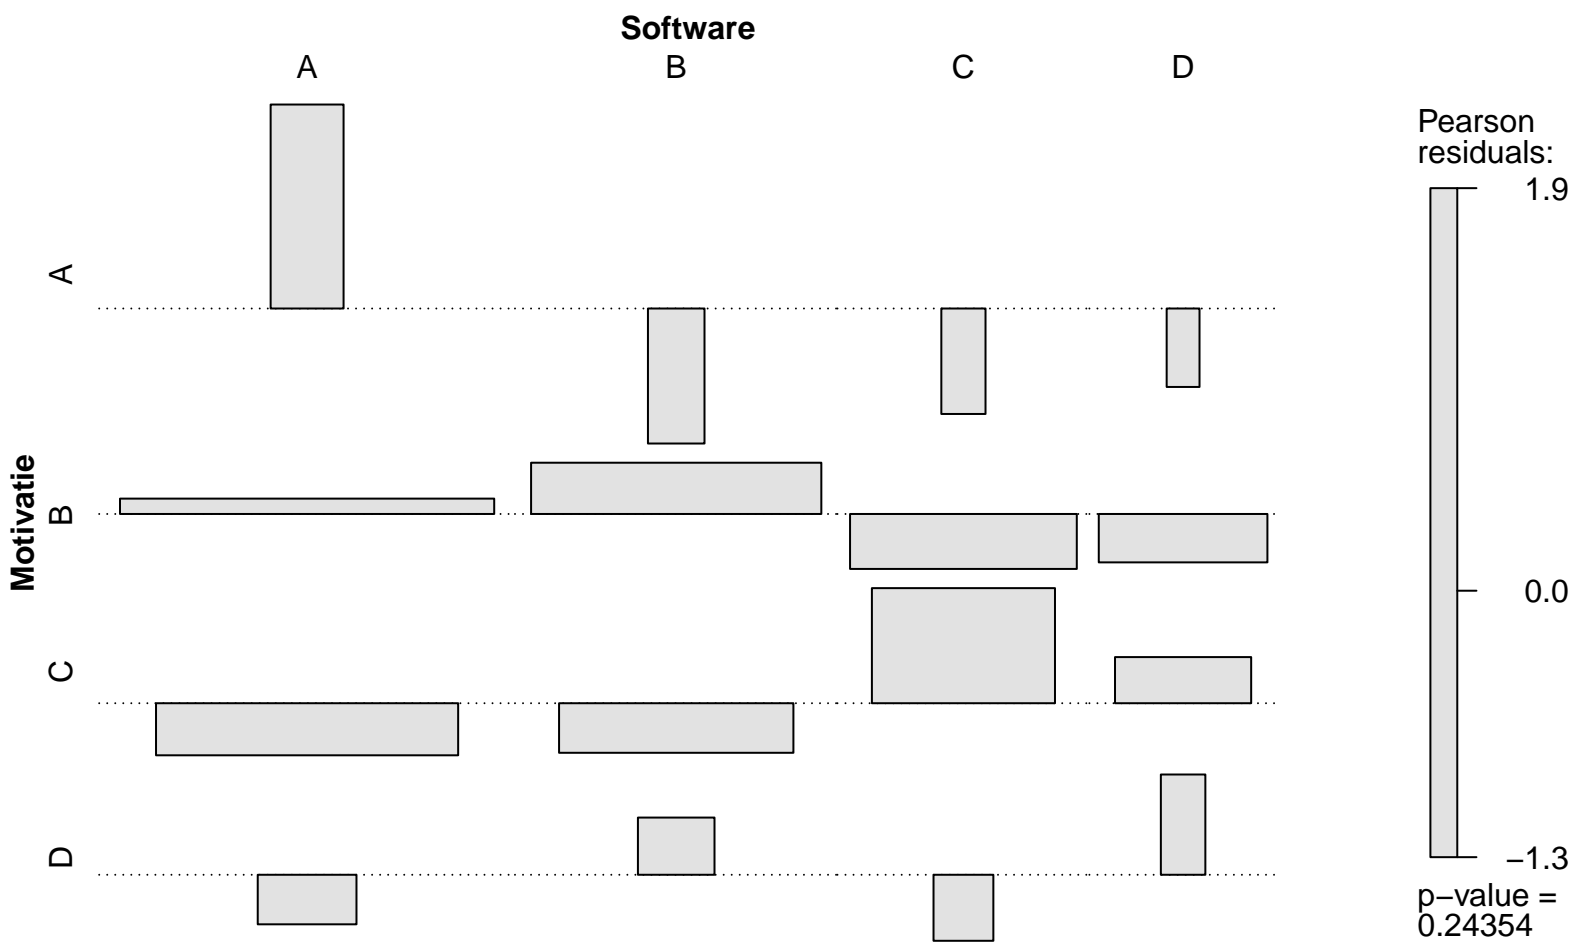 Software
A B C D
Motivatie
A
B
C
D
Pearson
residuals:
1.9
0.0
−1.3
p−value =
0.24354